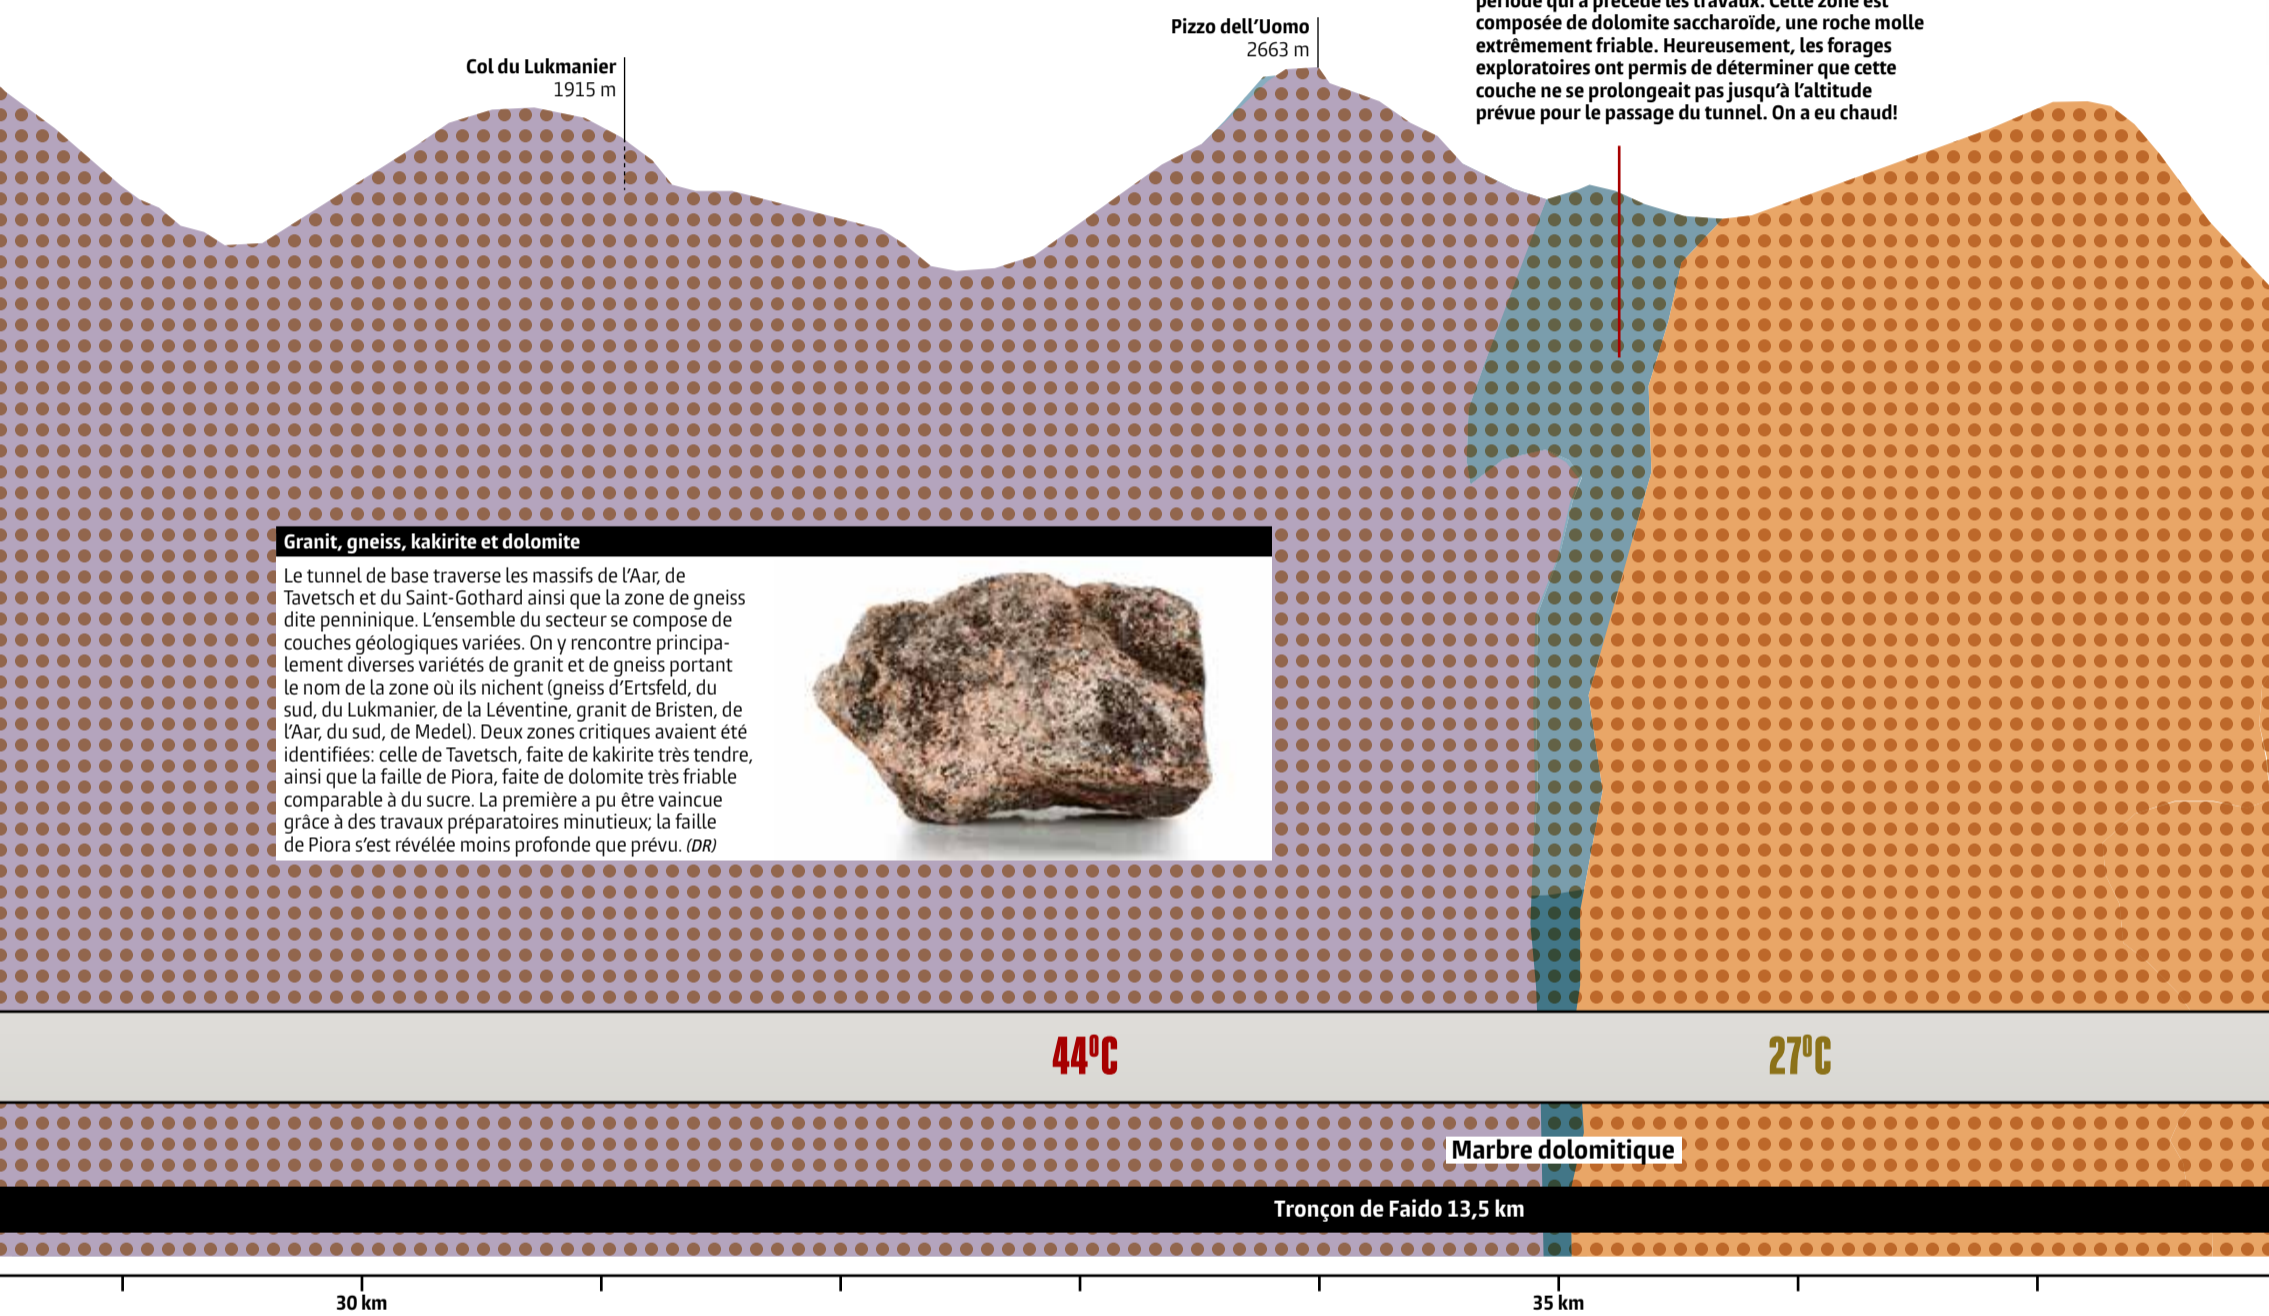 période qui a précédé les travaux. Cette zone est
composée de dolomite saccharoïde, une roche molle
extrêmement friable. Heureusement, les forages
exploratoires ont permis de déterminer que cette
couche ne se prolongeait pas jusqu’à l’altitude
prévue pour le passage du tunnel. On a eu chaud!
Pizzo dell’Uomo
2663 m
Col du Lukmanier
1915 m
Granit, gneiss, kakirite et dolomite
Le tunnel de base traverse les massifs de l’Aar, de
Tavetsch et du Saint-Gothard ainsi que la zone de gneiss
dite penninique. L’ensemble du secteur se compose de
couches géologiques variées. On y rencontre principa-
lement diverses variétés de granit et de gneiss portant
le nom de la zone où ils nichent (gneiss d’Ertsfeld, du
sud, du Lukmanier, de la Léventine, granit de Bristen, de
l’Aar, du sud, de Medel). Deux zones critiques avaient été
identifiées: celle de Tavetsch, faite de kakirite très tendre,
ainsi que la faille de Piora, faite de dolomite très friable
comparable à du sucre. La première a pu être vaincue
grâce à des travaux préparatoires minutieux; la faille
de Piora s’est révélée moins profonde que prévu. (DR)
44°C
27°C
Marbre dolomitique
Tronçon de Faido 13,5 km
30 km
35 km